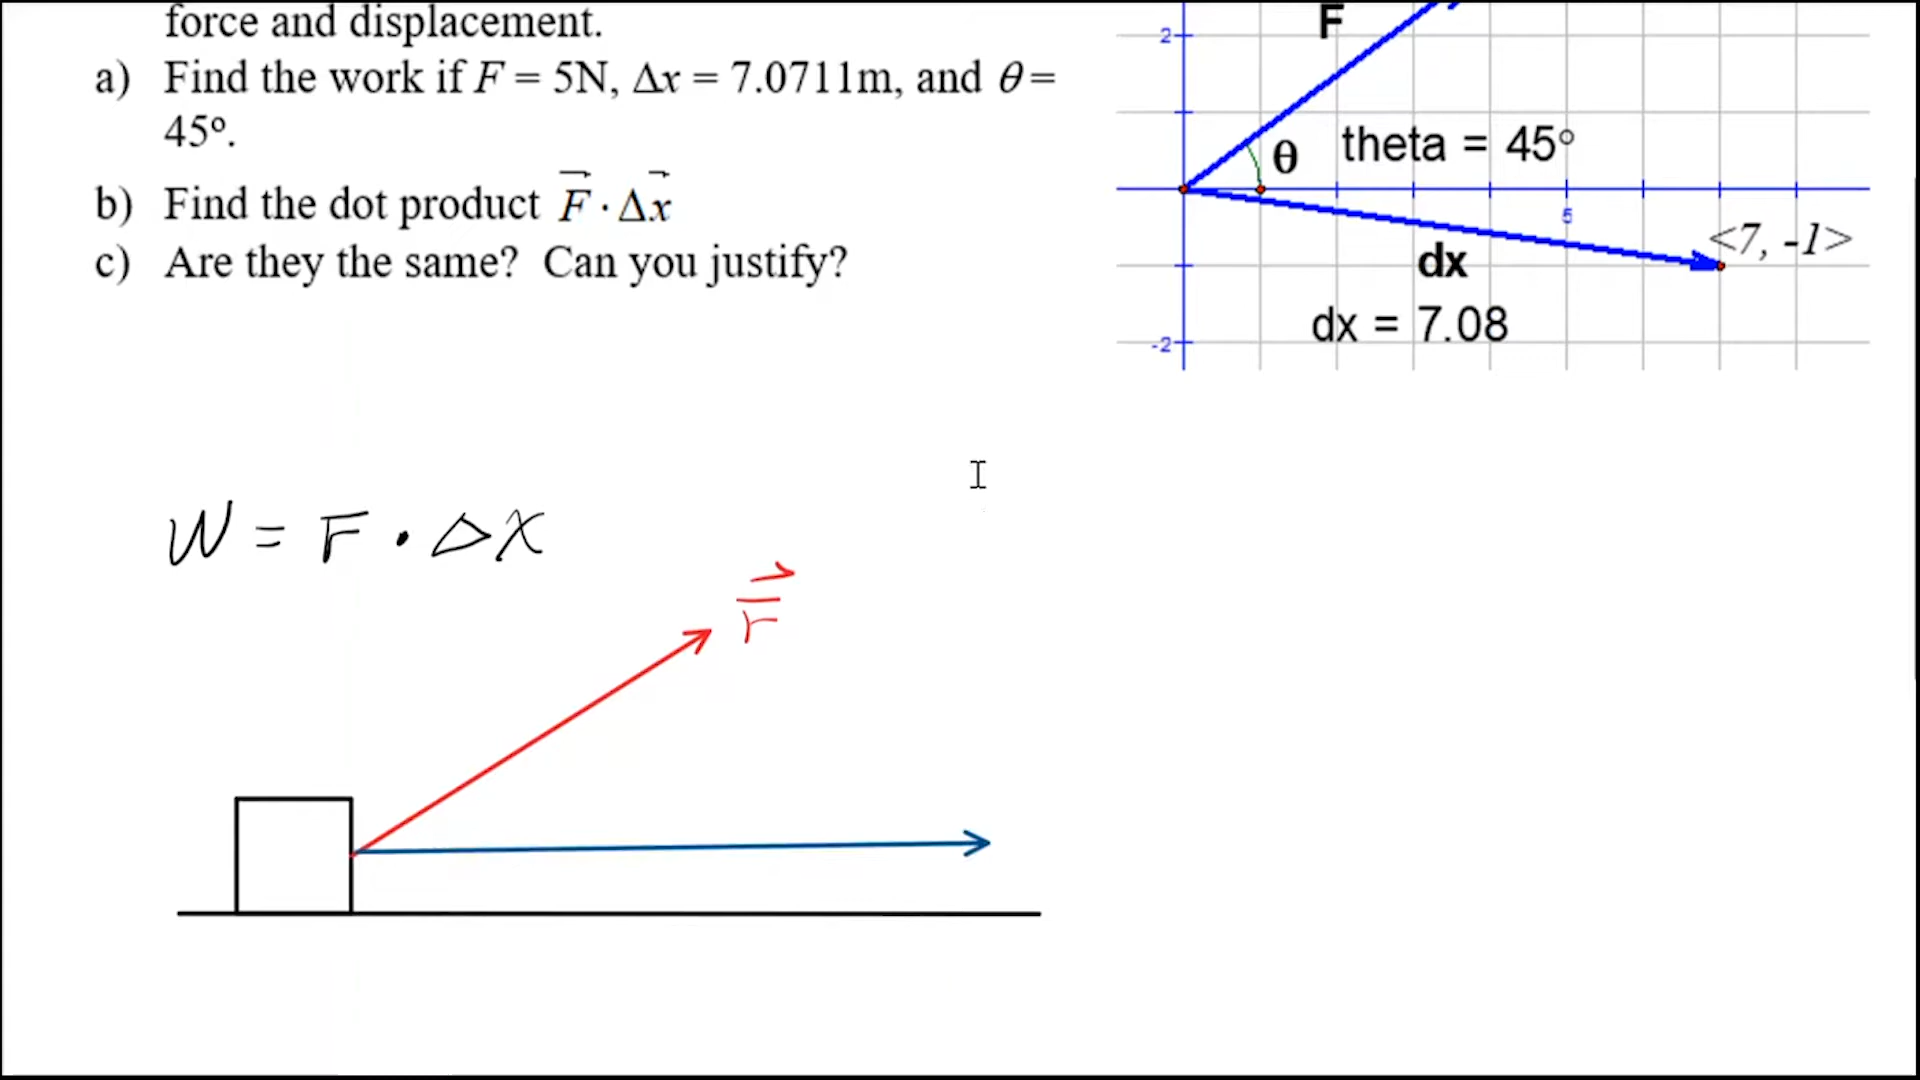 force and displacement.
a) Find the work if F = 5N, Δx = 7.0711m, and θ =
45º.
b) Find the dot product F⃗ · Δx⃗
c) Are they the same? Can you justify?
F
2
θ theta = 45°
5
<7, -1>
dx
dx = 7.08
-2
W = F · Δx
F⃗